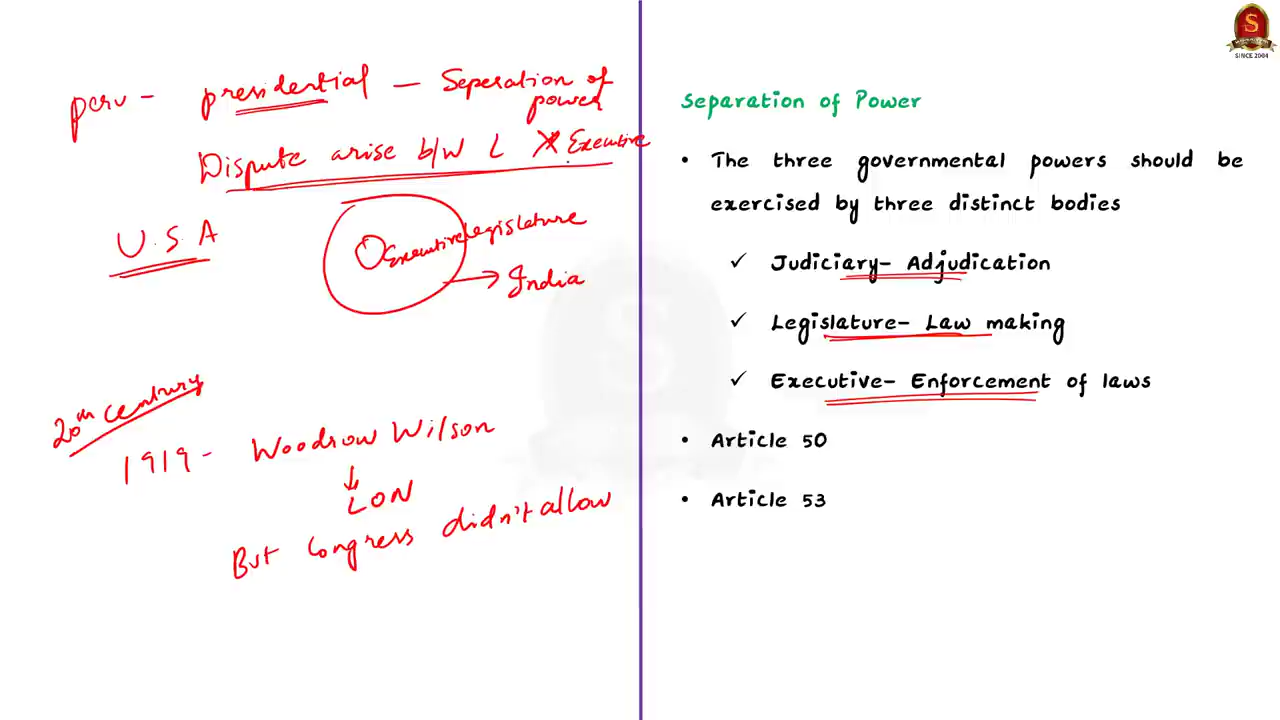 Peru - presidential - Seperation of
power
Dispute arise b/w L Executive
U.S.A
Executive Legislature
India
20th century
1919 - Woodrow Wilson
LON
But Congress didn't allow
S
SINCE 2004
Separation of Power
• The three governmental powers should be
exercised by three distinct bodies
✓ Judiciary- Adjudication
✓ Legislature- Law making
✓ Executive- Enforcement of laws
• Article 50
• Article 53